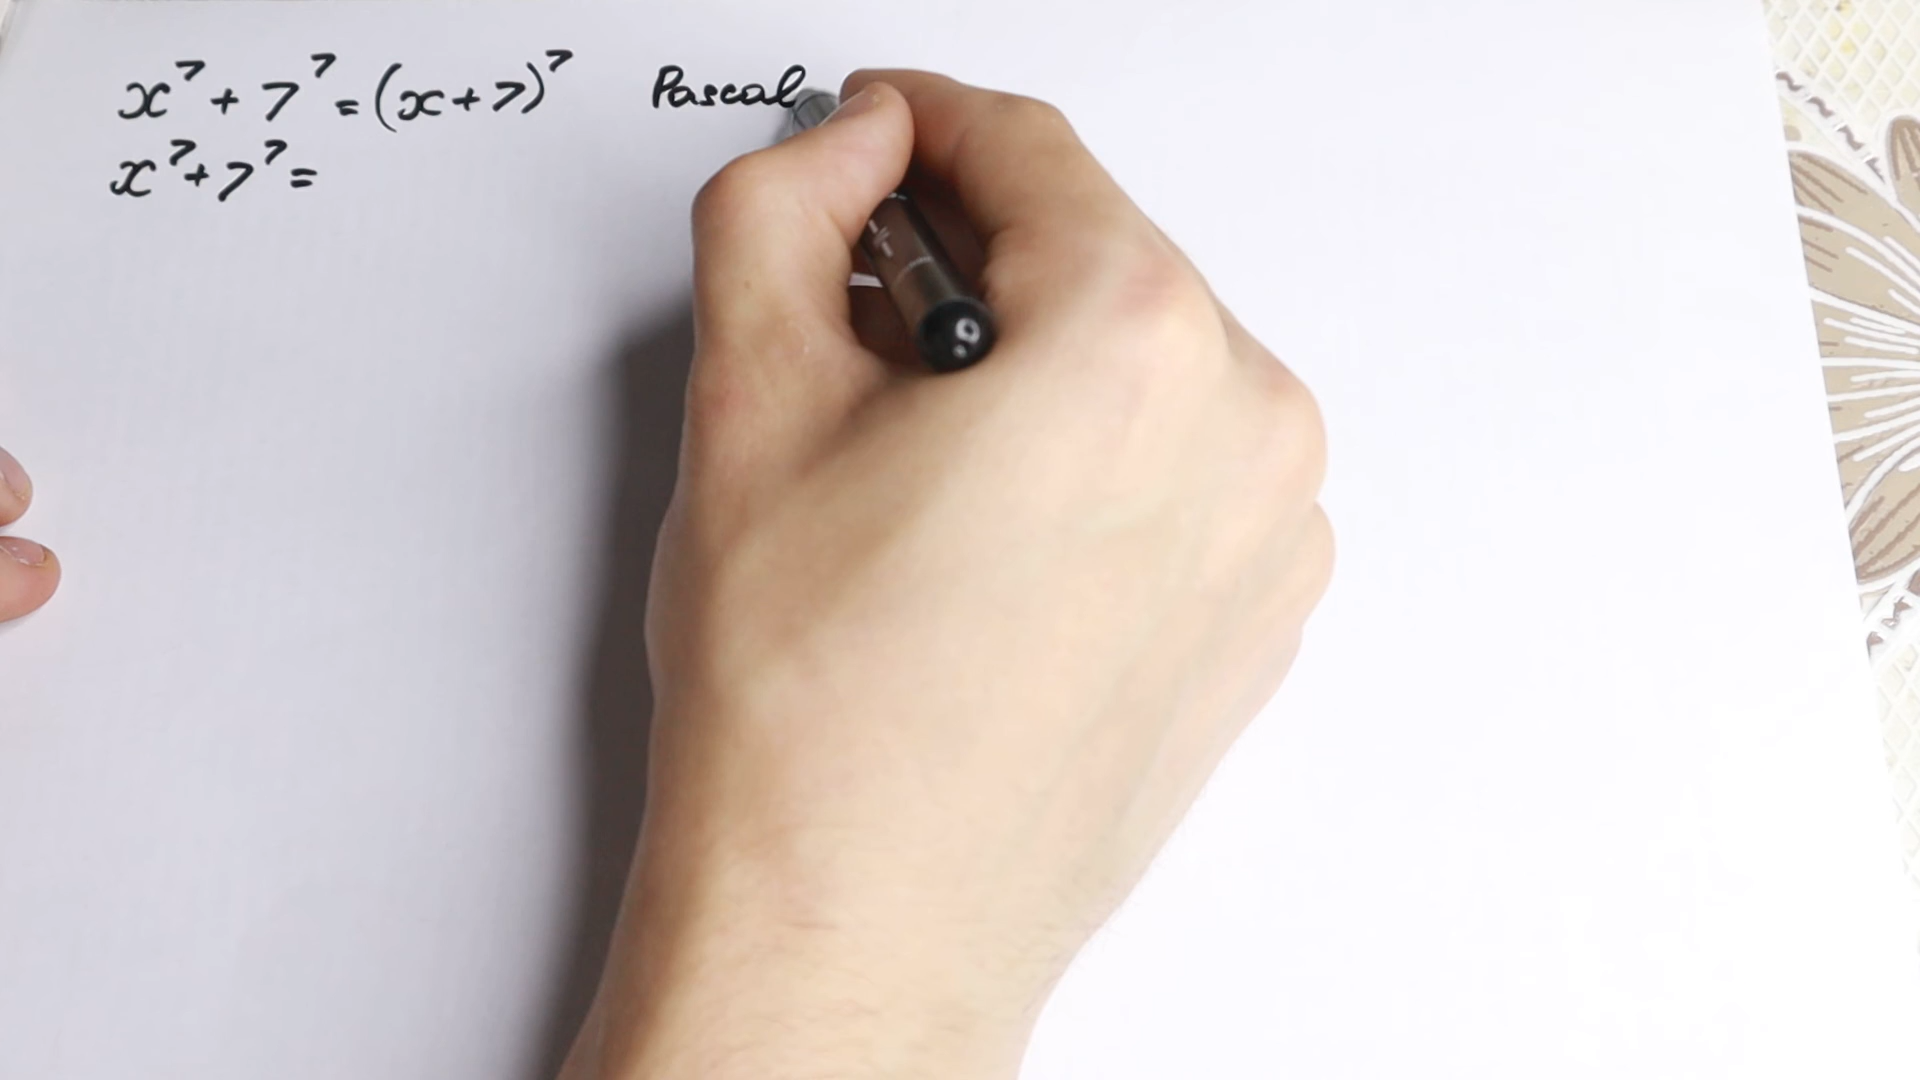 x⁷ + 7⁷ = (x + 7)⁷ Pascal
x⁷ + 7⁷ =